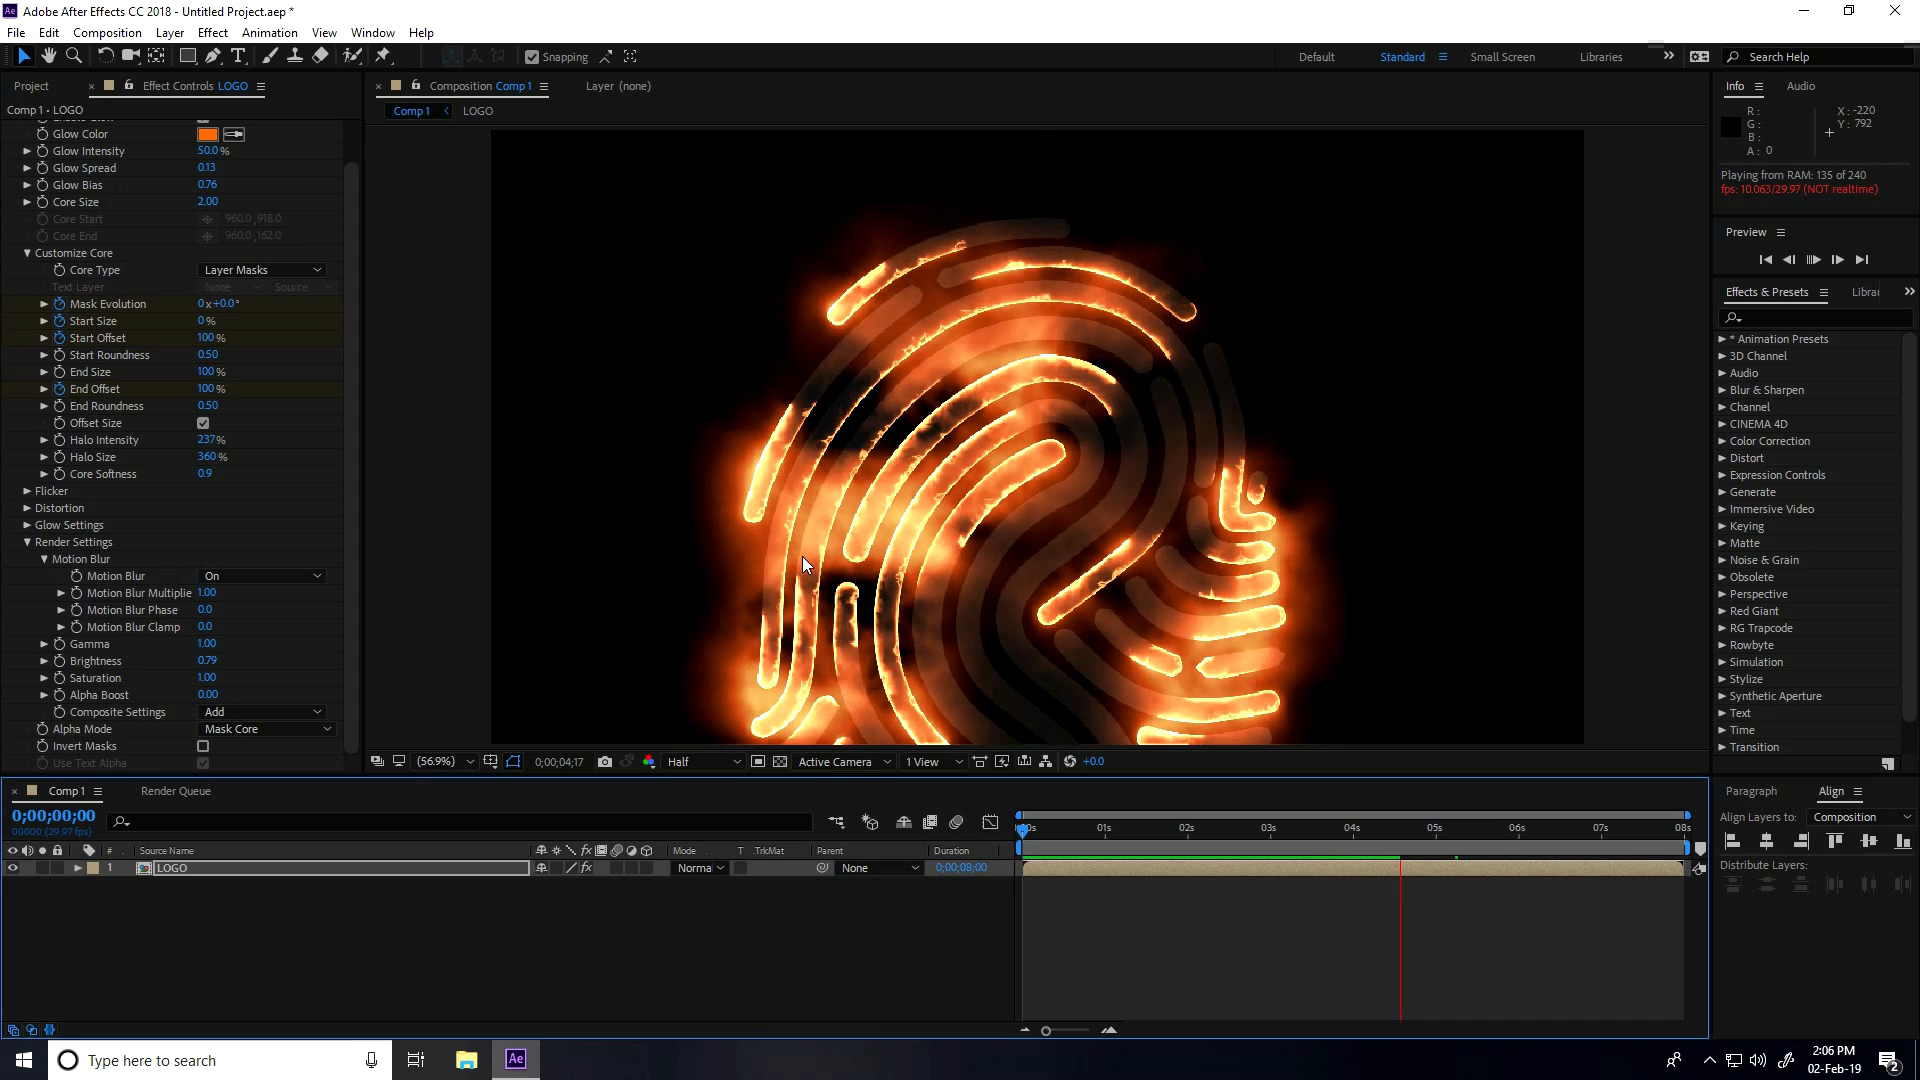 Adobe After Effects CC 2018 - Untitled Project.aep *
File Edit Composition Layer Effect Animation View Window Help
Snapping
Default Standard Small Screen Libraries
Search Help
Project Effect Controls LOGO
Composition Comp 1 Layer (none)
Info Audio
Comp 1 • LOGO
Comp 1 LOGO
R:
G:
B:
A: 0
X: -220
Y: 792
Playing from RAM: 135 of 240
fps: 10.063/29.97 (NOT realtime)
Preview
Effects & Presets
* Animation Presets
3D Channel
Audio
Blur & Sharpen
Channel
CINEMA 4D
Color Correction
Distort
Expression Controls
Generate
Immersive Video
Keying
Matte
Noise & Grain
Obsolete
Perspective
Red Giant
RG Trapcode
Rowbyte
Simulation
Stylize
Synthetic Aperture
Text
Time
Transition
Glow Color
Glow Intensity 50.0 %
Glow Spread 0.13
Glow Bias 0.76
Core Size 2.00
Core Start 960.0 ,918.0
Core End 960.0 ,162.0
Customize Core
Core Type Layer Masks
Text Layer None Source
Mask Evolution 0 x +0.0 °
Start Size 0 %
Start Offset 100 %
Start Roundness 0.50
End Size 100 %
End Offset 100 %
End Roundness 0.50
Offset Size
Halo Intensity 237 %
Halo Size 360 %
Core Softness 0.9
Flicker
Distortion
Glow Settings
Render Settings
Motion Blur
Motion Blur On
Motion Blur Multiplie 1.00
Motion Blur Phase 0.0
Motion Blur Clamp 0.0
Gamma 1.00
Brightness 0.79
Saturation 1.00
Alpha Boost 0.00
Composite Settings Add
Alpha Mode Mask Core
Invert Masks
Use Text Alpha
(56.9%) 0;00;04;17 Half Active Camera 1 View +0.0
Comp 1 Render Queue
0;00;00;00
00000 (29.97 fps)
01s 02s 03s 04s 05s 06s 07s 08s
# Source Name Mode T .TrkMat Parent Duration
1 LOGO None 0;00;08;00
Paragraph Align
Align Layers to: Composition
Distribute Layers:
Type here to search
Ae
2:06 PM
02-Feb-19
2